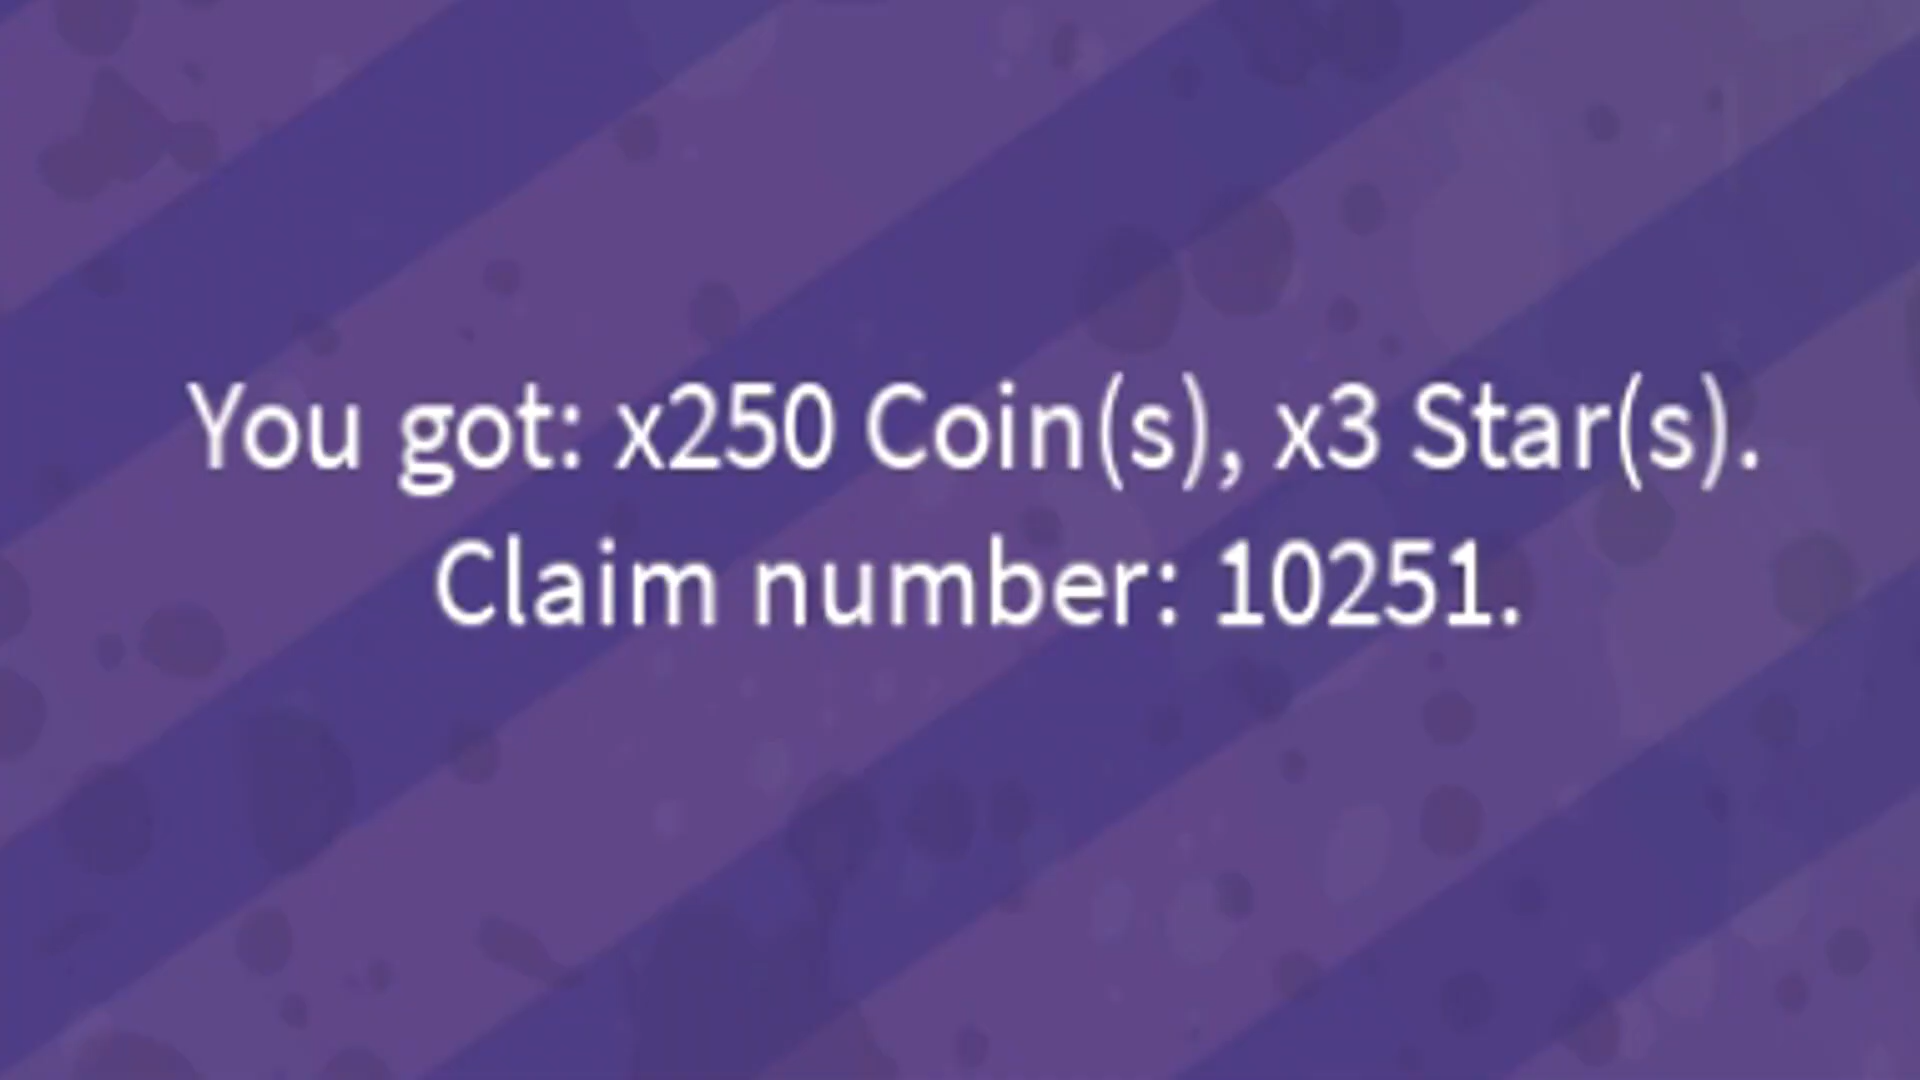 You got: x250 Coin(s), x3 Star(s).
Claim number: 10251.